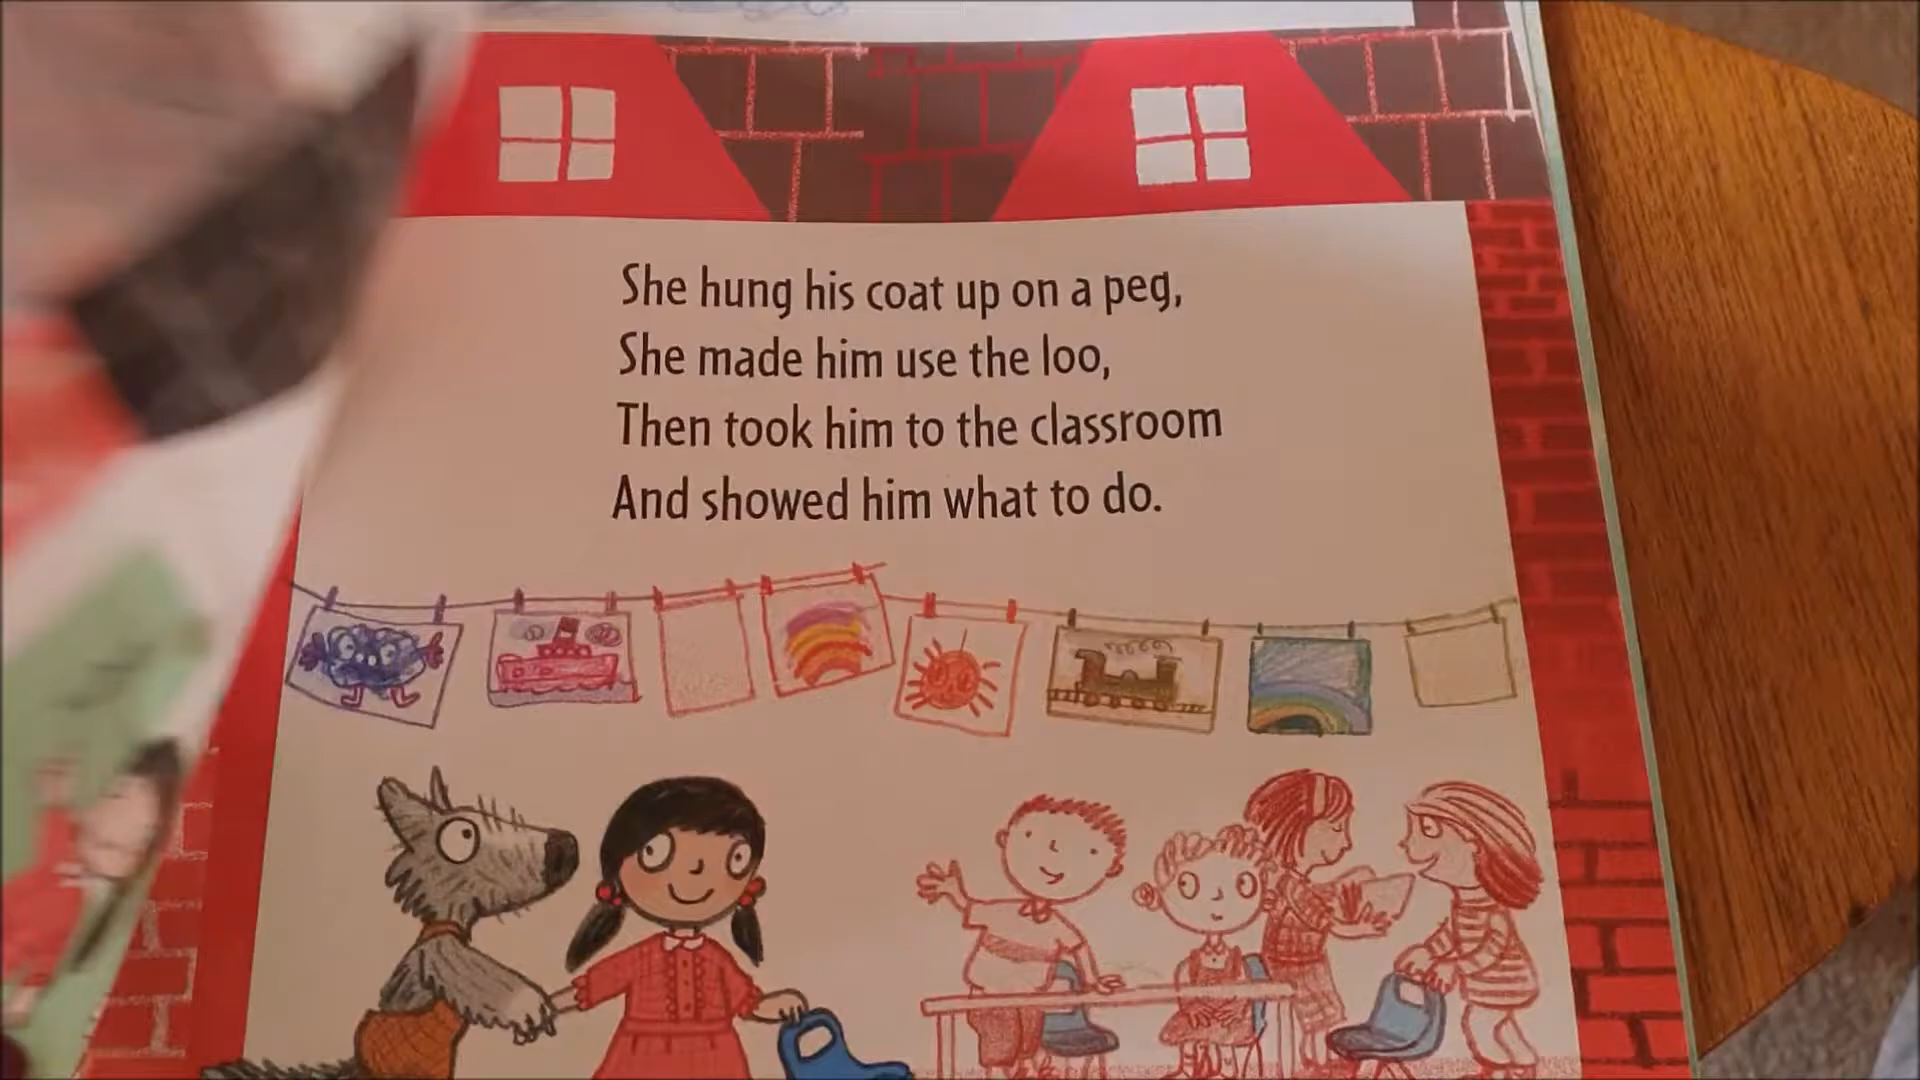 She hung his coat up on a peg,
She made him use the loo,
Then took him to the classroom
And showed him what to do.